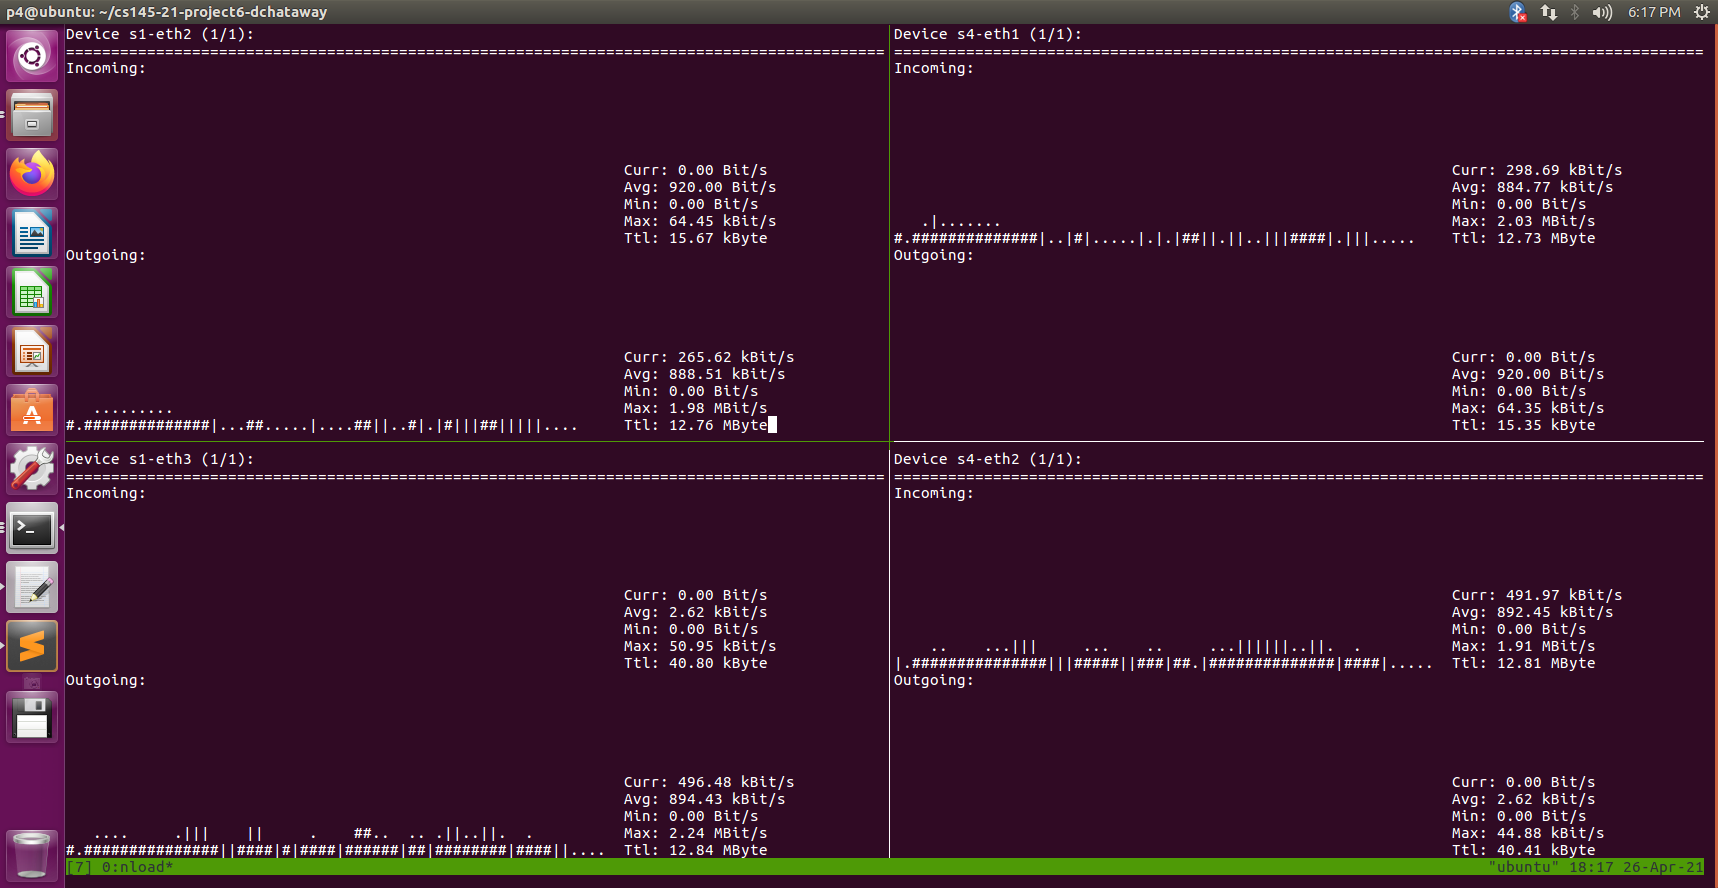 p4@ubuntu: ~/cs145-21-project6-dchataway
6:17 PM
Device s1-eth2 (1/1):
===========================================================================================
Incoming:
Curr: 0.00 Bit/s
Avg: 920.00 Bit/s
Min: 0.00 Bit/s
Max: 64.45 kBit/s
Ttl: 15.67 kByte
Outgoing:
Curr: 265.62 kBit/s
Avg: 888.51 kBit/s
Min: 0.00 Bit/s
.........
Max: 1.98 MBit/s
#.##############|...##.....|....##||..#|.|#|||##|||||....
Ttl: 12.76 MByte
Device s4-eth1 (1/1):
==========================================================================================
Incoming:
Curr: 298.69 kBit/s
Avg: 884.77 kBit/s
Min: 0.00 Bit/s
.|.......
Max: 2.03 MBit/s
#.##############|..|#|.....|.|.|##||.||..|||####|.|||.....
Ttl: 12.73 MByte
Outgoing:
Curr: 0.00 Bit/s
Avg: 920.00 Bit/s
Min: 0.00 Bit/s
Max: 64.35 kBit/s
Ttl: 15.35 kByte
Device s1-eth3 (1/1):
===========================================================================================
Incoming:
Curr: 0.00 Bit/s
Avg: 2.62 kBit/s
Min: 0.00 Bit/s
Max: 50.95 kBit/s
Ttl: 40.80 kByte
Outgoing:
Curr: 496.48 kBit/s
Avg: 894.43 kBit/s
Min: 0.00 Bit/s
....     .|||    ||     .    ##..  .. .||..||.  .
Max: 2.24 MBit/s
#.###############||####|#|####|######|##|########|####||....
Ttl: 12.84 MByte
Device s4-eth2 (1/1):
==========================================================================================
Incoming:
Curr: 491.97 kBit/s
Avg: 892.45 kBit/s
Min: 0.00 Bit/s
..    ...|||     ...    ..     ...||||||..||.  .
Max: 1.91 MBit/s
|.###############|||#####||###|##.|##############|####|.....
Ttl: 12.81 MByte
Outgoing:
Curr: 0.00 Bit/s
Avg: 2.62 kBit/s
Min: 0.00 Bit/s
Max: 44.88 kBit/s
Ttl: 40.41 kByte
[7] 0:nload*
"ubuntu" 18:17 26-Apr-21